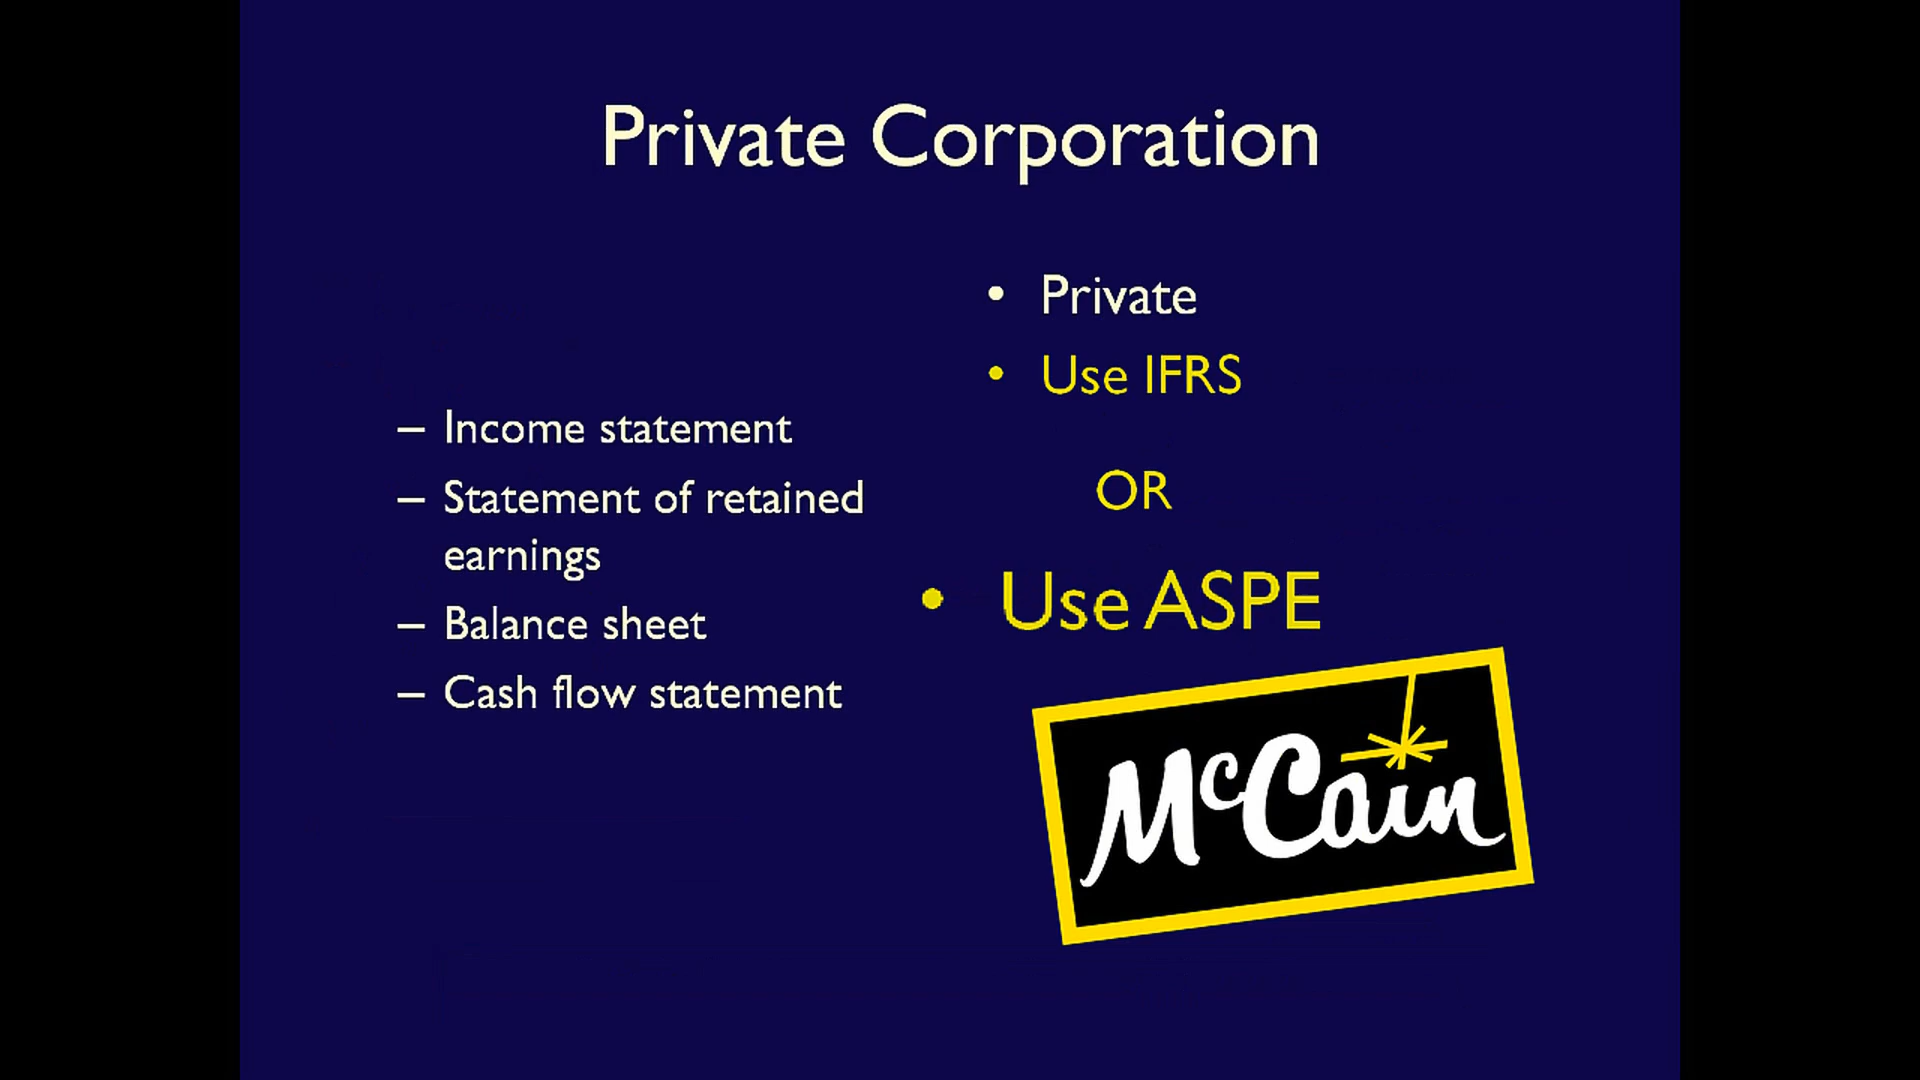 Private Corporation
– Income statement
– Statement of retained
earnings
– Balance sheet
– Cash flow statement
• Private
• Use IFRS
OR
• Use ASPE
McCain